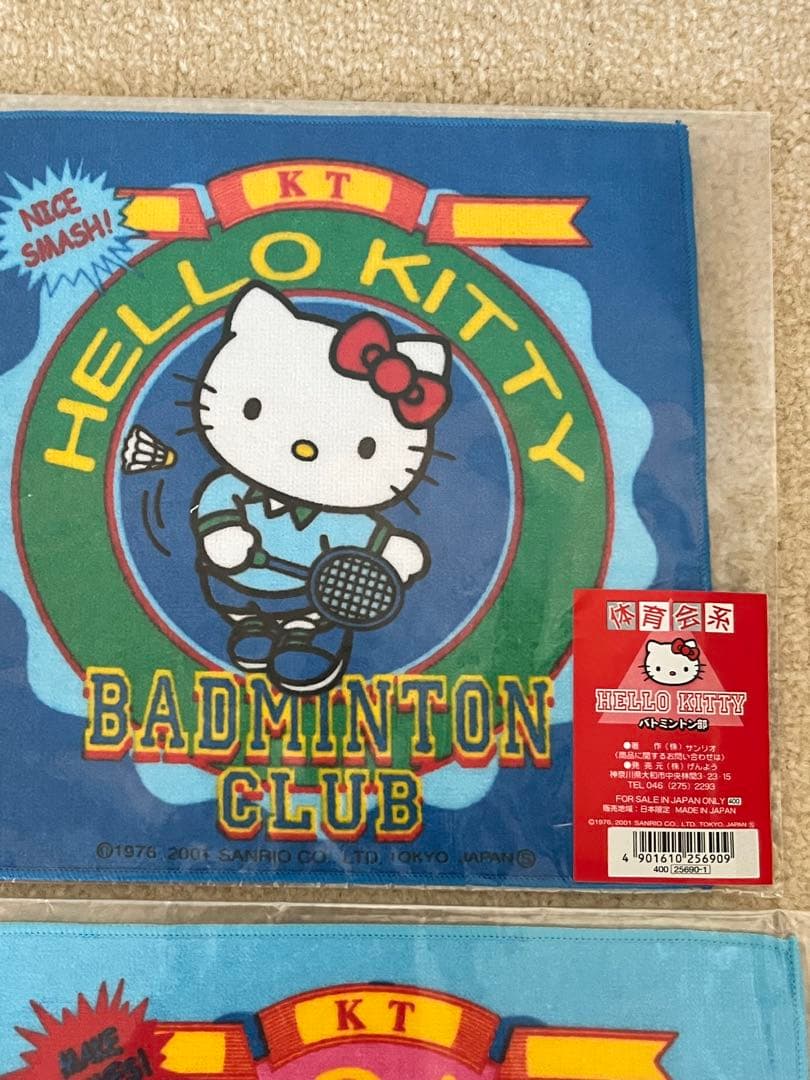 KT
NICE
SMASH!
HELLO KITTY
BADMINTON
CLUB
©1976, 2001 SANRIO CO., LTD. TOKYO, JAPAN Ⓢ
体育会系
HELLO KITTY
バトミントン部
●著 作 (株) サンリオ
(商品に関するお問い合わせは)
●発 売 元 (株) げんよう
神奈川県大和市中央林間3-23-15
TEL 046 (275) 2293
FOR SALE IN JAPAN ONLY 400
販売地域:日本限定 MADE IN JAPAN
©1976, 2001 SANRIO CO., LTD. TOKYO, JAPAN Ⓢ
4 901610 256909
400 25690-1
KT
MAKE